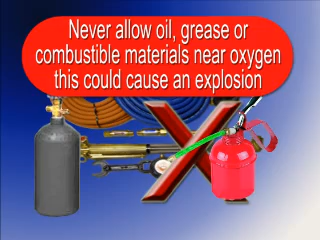 Never allow oil, grease or
combustible materials near oxygen
this could cause an explosion